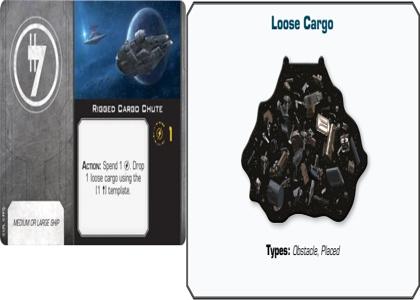 RIGGED CARGO CHUTE
1
ACTION: Spend 1 . Drop
1 loose cargo using the
[1 ] template.
MEDIUM OR LARGE SHIP
Loose Cargo
Types: Obstacle, Placed